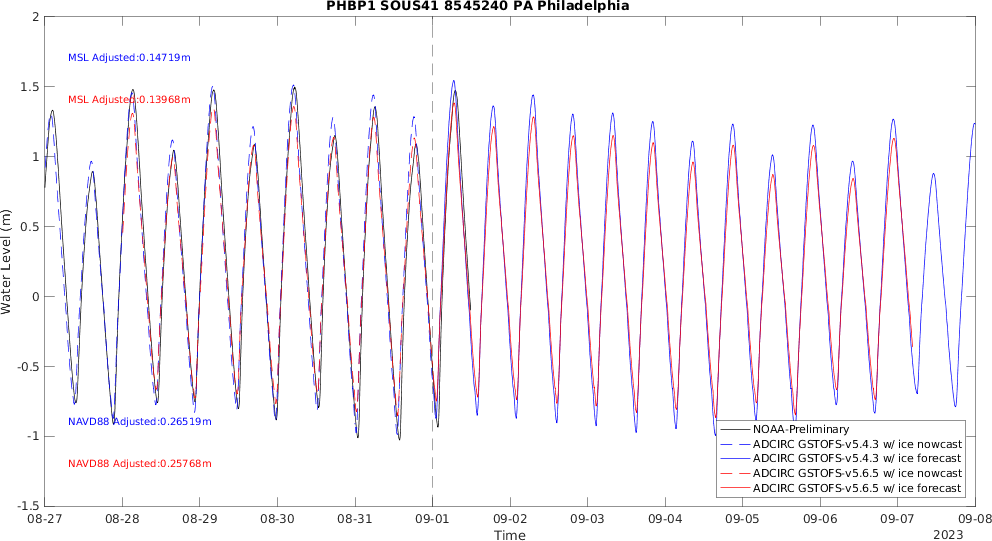 PHBP1 SOUS41 8545240 PA Philadelphia
2
1.5
1
0.5
0
-0.5
-1
-1.5
Water Level (m)
MSL Adjusted:0.14719m
MSL Adjusted:0.13968m
NAVD88 Adjusted:0.26519m
NAVD88 Adjusted:0.25768m
NOAA-Preliminary
ADCIRC GSTOFS-v5.4.3 w/ ice nowcast
ADCIRC GSTOFS-v5.4.3 w/ ice forecast
ADCIRC GSTOFS-v5.6.5 w/ ice nowcast
ADCIRC GSTOFS-v5.6.5 w/ ice forecast
08-27 08-28 08-29 08-30 08-31 09-01 09-02 09-03 09-04 09-05 09-06 09-07 09-08
Time
2023